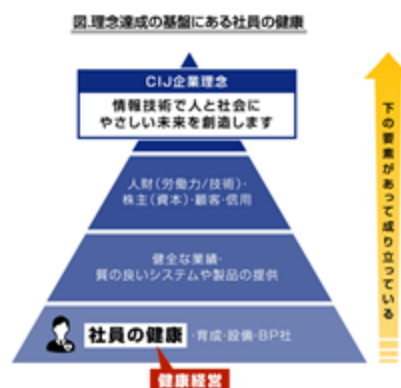 図.理念達成の基盤にある社員の健康
CIJ企業理念
情報技術で人と社会に
やさしい未来を創造します
人財(労働力/技術)・
株主(資本)・顧客・信用
健全な業績・
質の良いシステムや製品の提供
社員の健康・育成・設備・BP社
健康経営
下の要素があって成り立っている